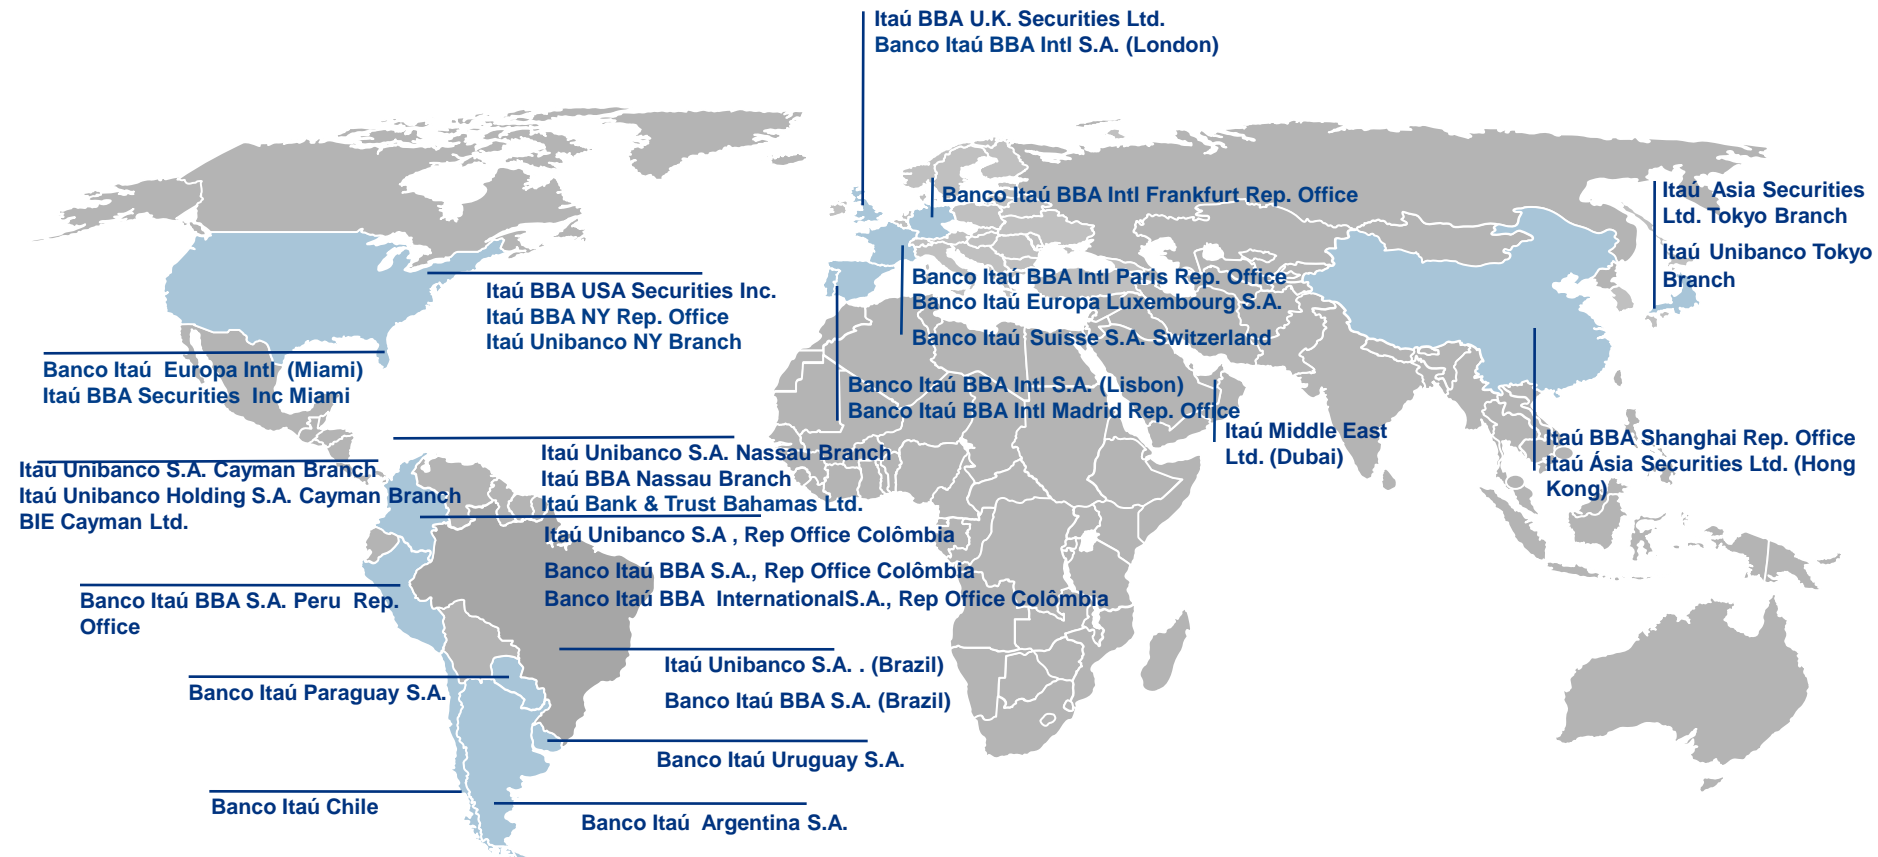 Itaú BBA U.K. Securities Ltd.
Banco Itaú BBA Intl S.A. (London)
Banco Itaú BBA Intl Frankfurt Rep. Office
Itaú Asia Securities
Ltd. Tokyo Branch
Itaú Unibanco Tokyo
Branch
Itaú BBA USA Securities Inc.
Itaú BBA NY Rep. Office
Itaú Unibanco NY Branch
Banco Itaú BBA Intl Paris Rep. Office
Banco Itaú Europa Luxembourg S.A.
Banco Itaú Suisse S.A. Switzerland
Banco Itaú Europa Intl (Miami)
Itaú BBA Securities Inc Miami
Banco Itaú BBA Intl S.A. (Lisbon)
Banco Itaú BBA Intl Madrid Rep. Office
Itaú Middle East
Ltd. (Dubai)
Itaú BBA Shanghai Rep. Office
Itaú Ásia Securities Ltd. (Hong
Kong)
Itaú Unibanco S.A. Cayman Branch
Itaú Unibanco Holding S.A. Cayman Branch
BIE Cayman Ltd.
Itaú Unibanco S.A. Nassau Branch
Itaú BBA Nassau Branch
Itaú Bank & Trust Bahamas Ltd.
Itaú Unibanco S.A , Rep Office Colômbia
Banco Itaú BBA S.A., Rep Office Colômbia
Banco Itaú BBA InternationalS.A., Rep Office Colômbia
Banco Itaú BBA S.A. Peru Rep.
Office
Itaú Unibanco S.A. . (Brazil)
Banco Itaú BBA S.A. (Brazil)
Banco Itaú Paraguay S.A.
Banco Itaú Uruguay S.A.
Banco Itaú Chile
Banco Itaú Argentina S.A.